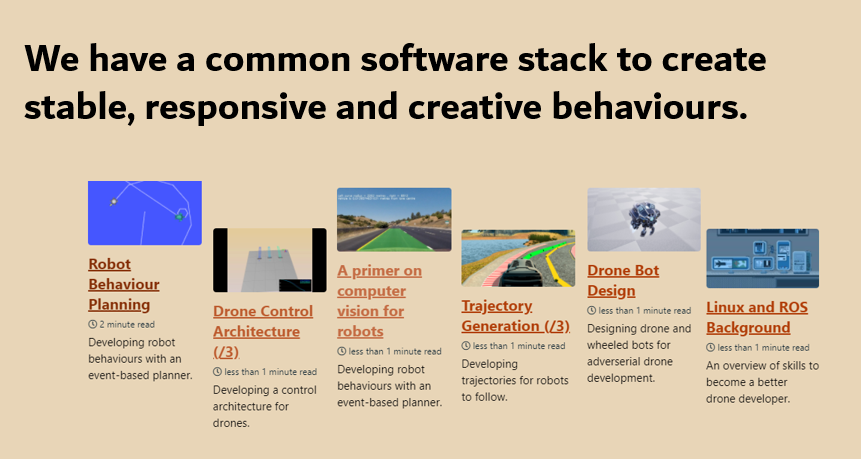 We have a common software stack to create
stable, responsive and creative behaviours.
Robot
Behaviour
Planning
2 minute read
Developing robot
behaviours with an
event-based planner.
Drone Control
Architecture
(/3)
less than 1 minute read
Developing a control
architecture for
drones.
A primer on
computer
vision for
robots
less than 1 minute read
Developing robot
behaviours with an
event-based planner.
Trajectory
Generation (/3)
less than 1 minute read
Developing
trajectories for robots
to follow.
Drone Bot
Design
less than 1 minute read
Designing drone and
wheeled bots for
adverserial drone
development.
Linux and ROS
Background
less than 1 minute read
An overview of skills to
become a better
drone developer.